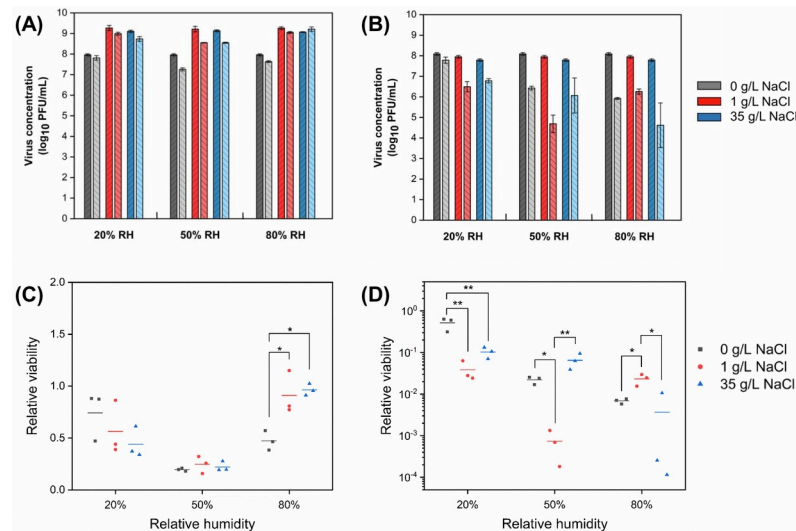 (A)
Virus concentration
(log10 PFU/mL)
10
9
8
7
6
5
4
3
2
1
0
20% RH
50% RH
80% RH
(B)
Virus concentration
(log10 PFU/mL)
10
9
8
7
6
5
4
3
2
1
0
20% RH
50% RH
80% RH
0 g/L NaCl
1 g/L NaCl
35 g/L NaCl
(C)
Relative viability
2.0
1.5
1.0
0.5
0.0
*
*
20%
50%
80%
Relative humidity
(D)
Relative viability
10^0
10^-1
10^-2
10^-3
10^-4
**
**
*
**
*
*
20%
50%
80%
Relative humidity
0 g/L NaCl
1 g/L NaCl
35 g/L NaCl